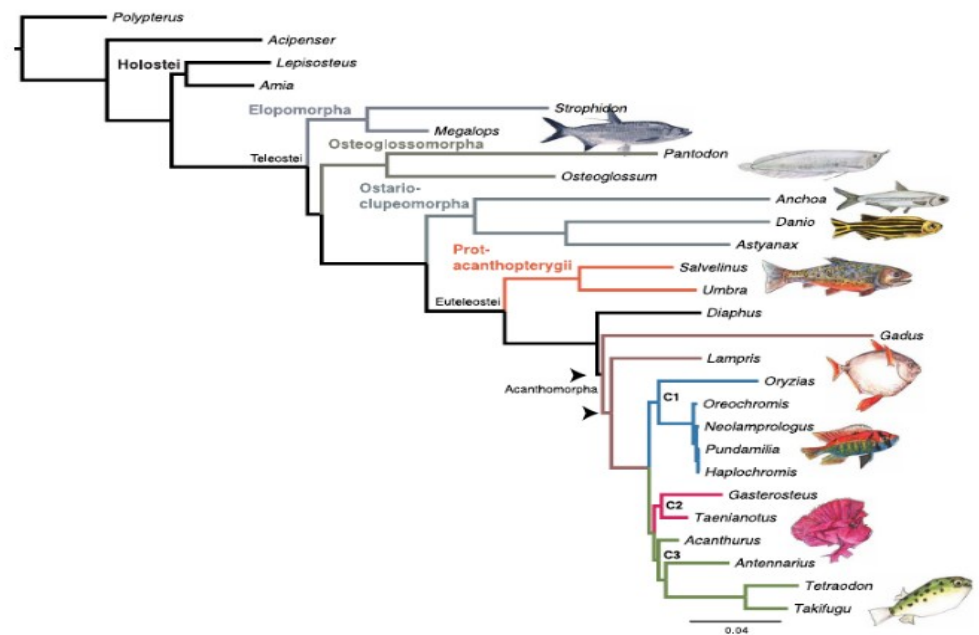 Polypterus
Acipenser
Holostei
Lepisosteus
Amia
Elopomorpha
Strophidon
Megalops
Osteoglossomorpha
Pantodon
Teleostei
Osteoglossum
Ostario-
clupeomorpha
Anchoa
Danio
Astyanax
Prot-
acanthopterygii
Salvelinus
Umbra
Euteleostei
Diaphus
Gadus
Lampris
Acanthomorpha
Oryzias
C1
Oreochromis
Neolamprologus
Pundamilia
Haplochromis
Gasterosteus
C2
Taenianotus
Acanthurus
C3
Antennarius
Tetraodon
Takifugu
0.04